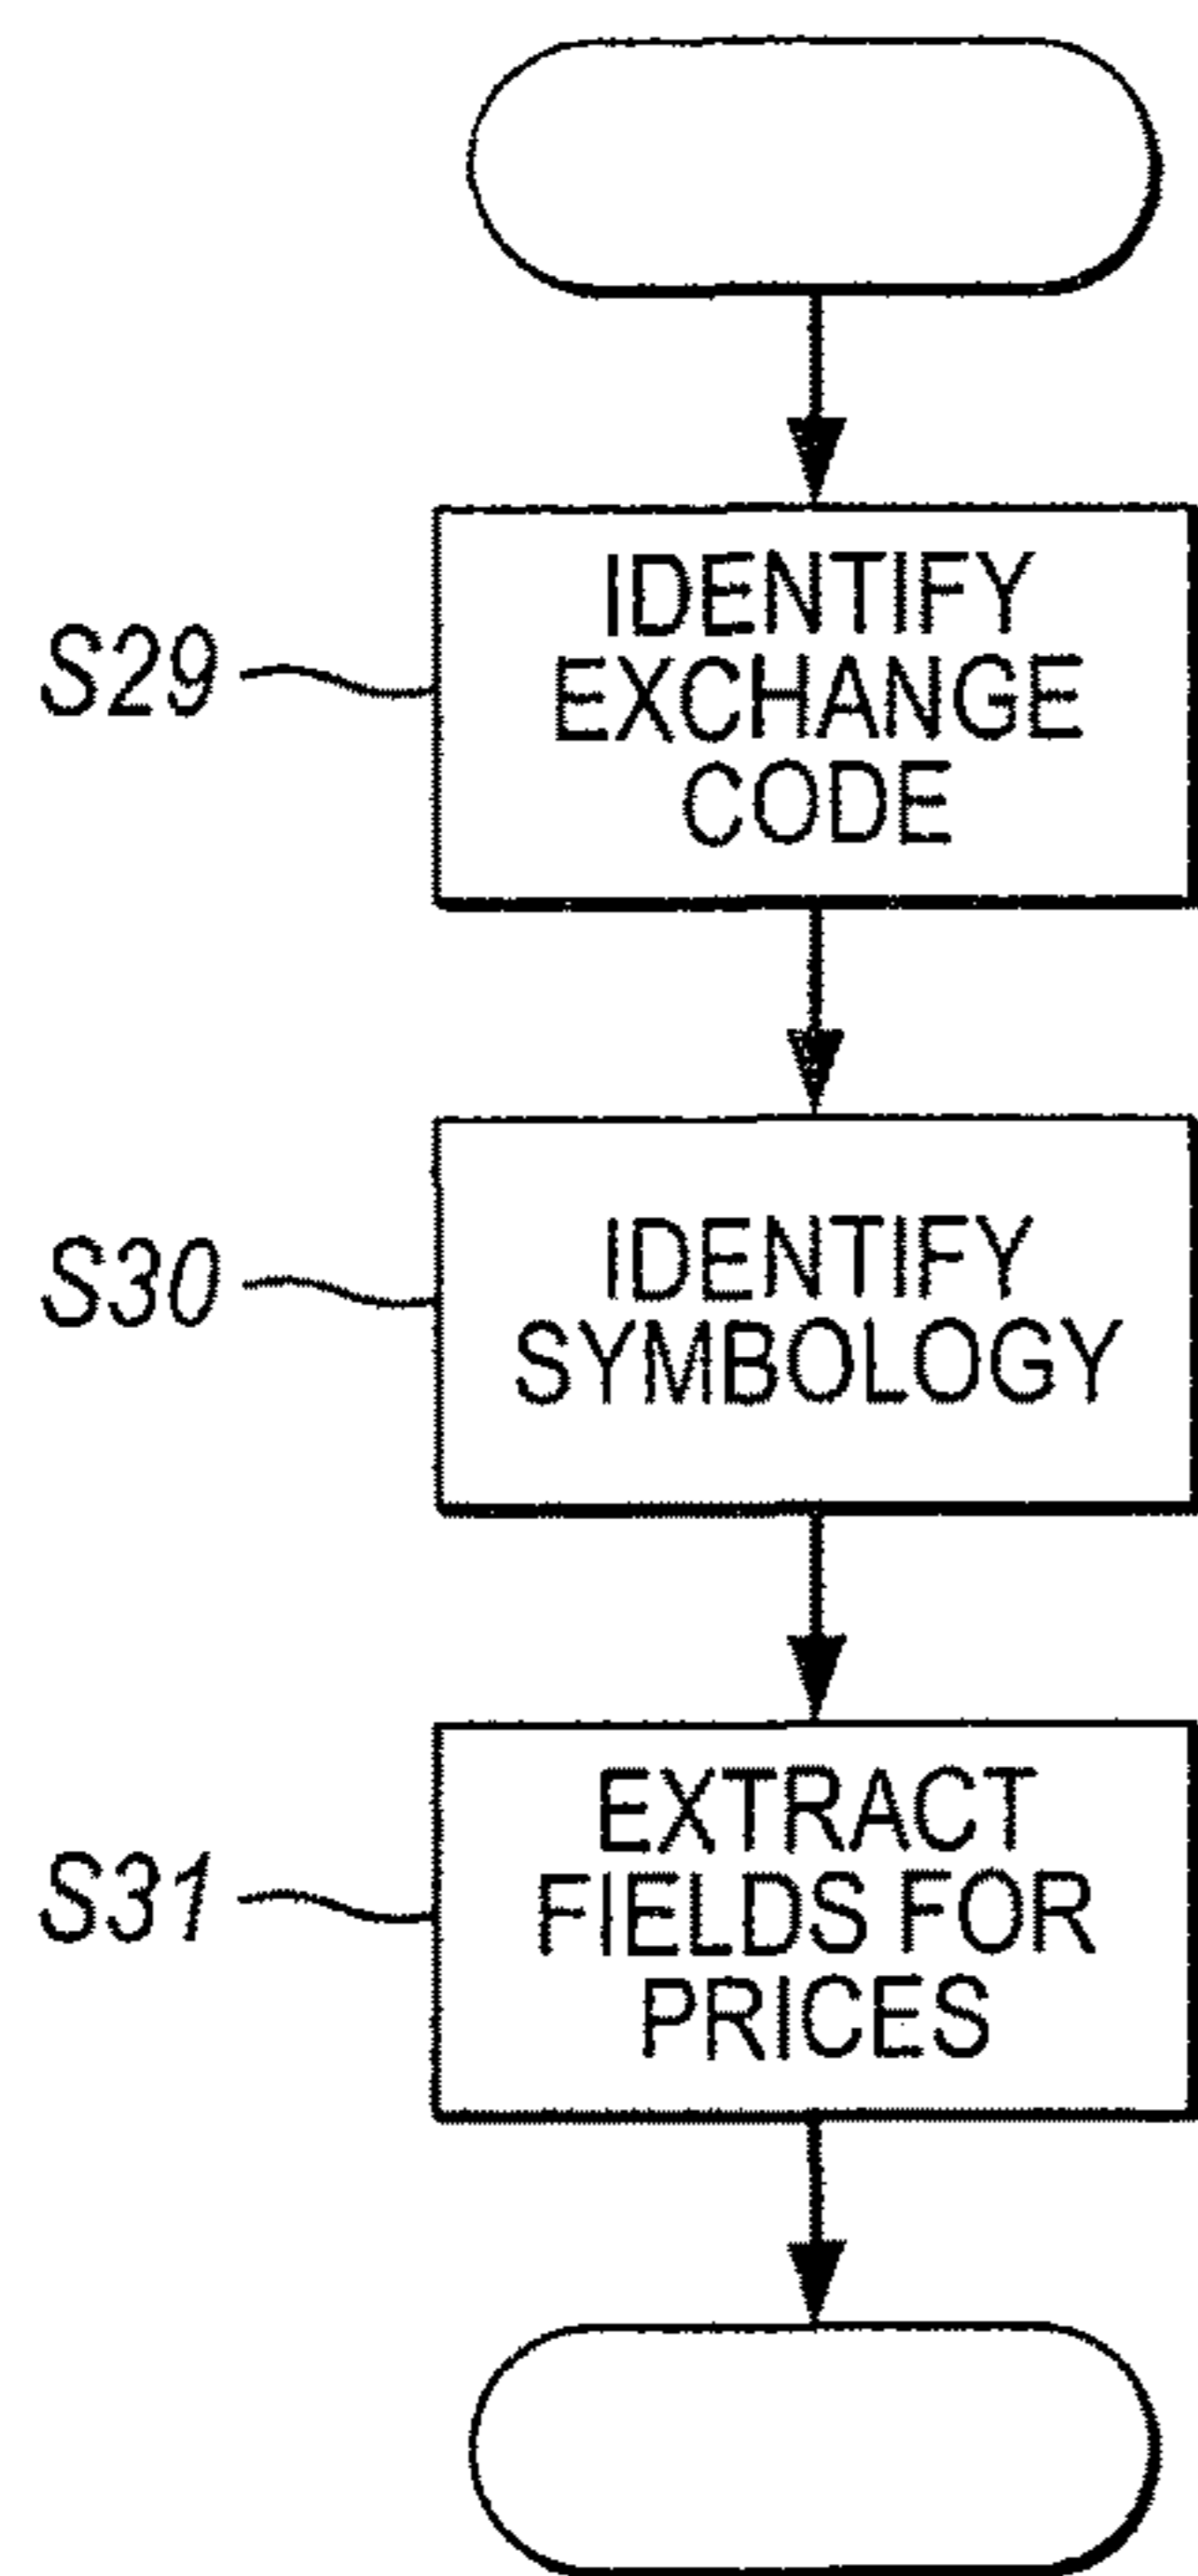 S29
IDENTIFY
EXCHANGE
CODE
S30
IDENTIFY
SYMBOLOGY
S31
EXTRACT
FIELDS FOR
PRICES